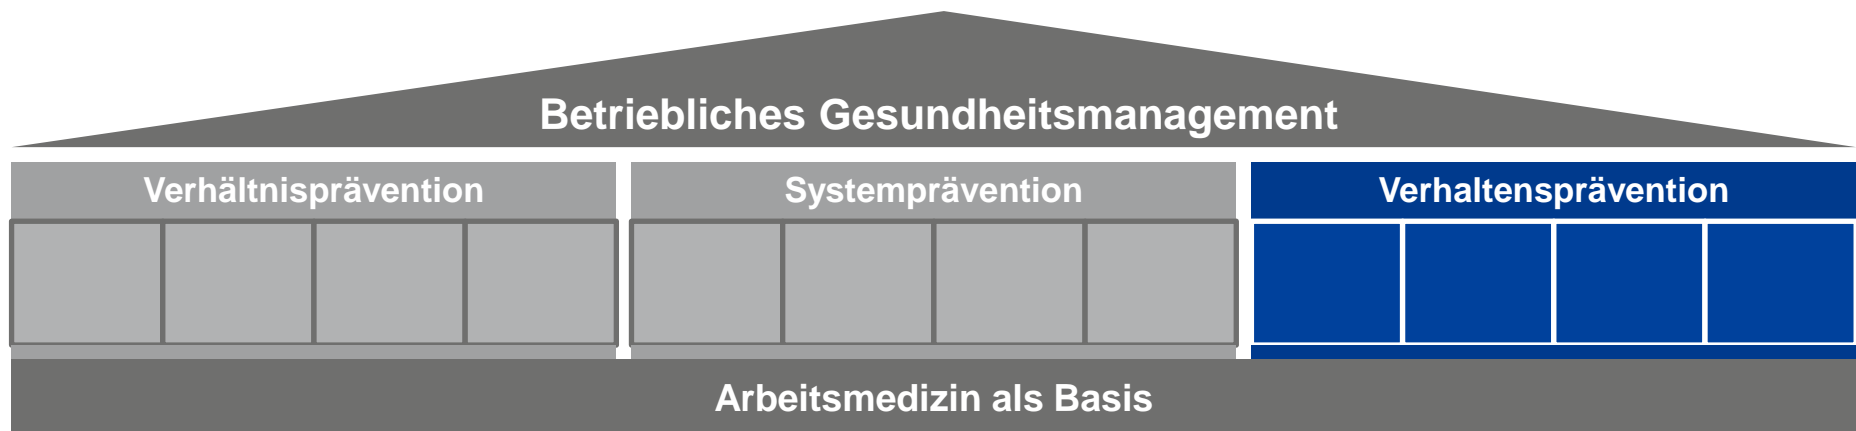 Betriebliches Gesundheitsmanagement
Verhältnisprävention
Systemprävention
Verhaltensprävention
Arbeitsmedizin als Basis